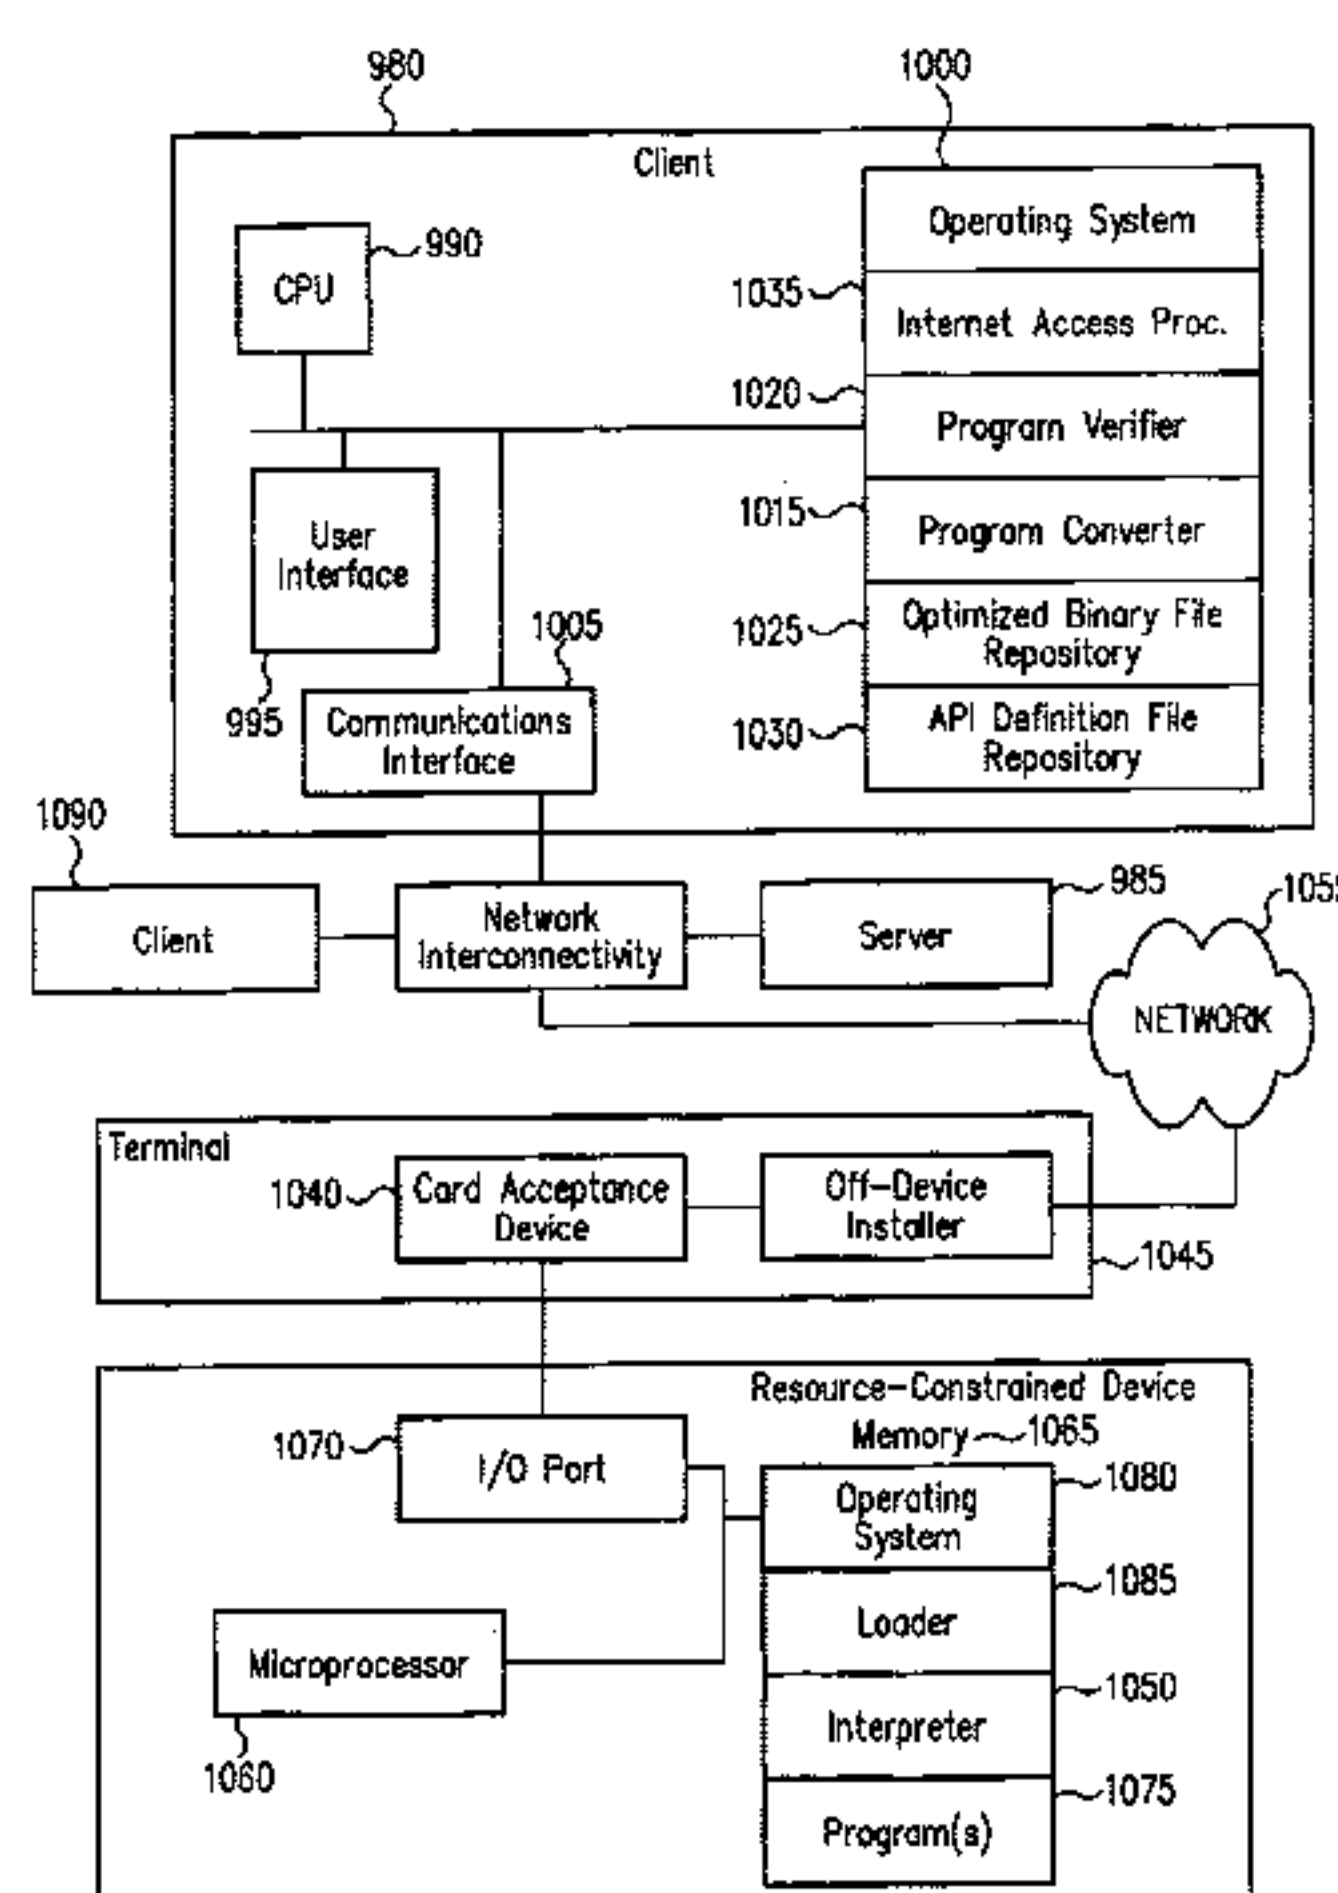 980
1000
Client
Operating System
CPU
990
1035
Internet Access Proc.
1020
Program Verifier
1015
Program Converter
User
Interface
1025
Optimized Binary File
Repository
1005
995
Communications
Interface
1030
API Definition File
Repository
1090
Client
Network
Interconnectivity
Server
985
NETWORK
Terminal
1040
Card Acceptance
Device
Off-Device
Installer
1045
Resource-Constrained Device
Memory
1065
1070
I/O Port
Operating
System
1080
Loader
1085
Microprocessor
1060
Interpreter
1050
Program(s)
1075